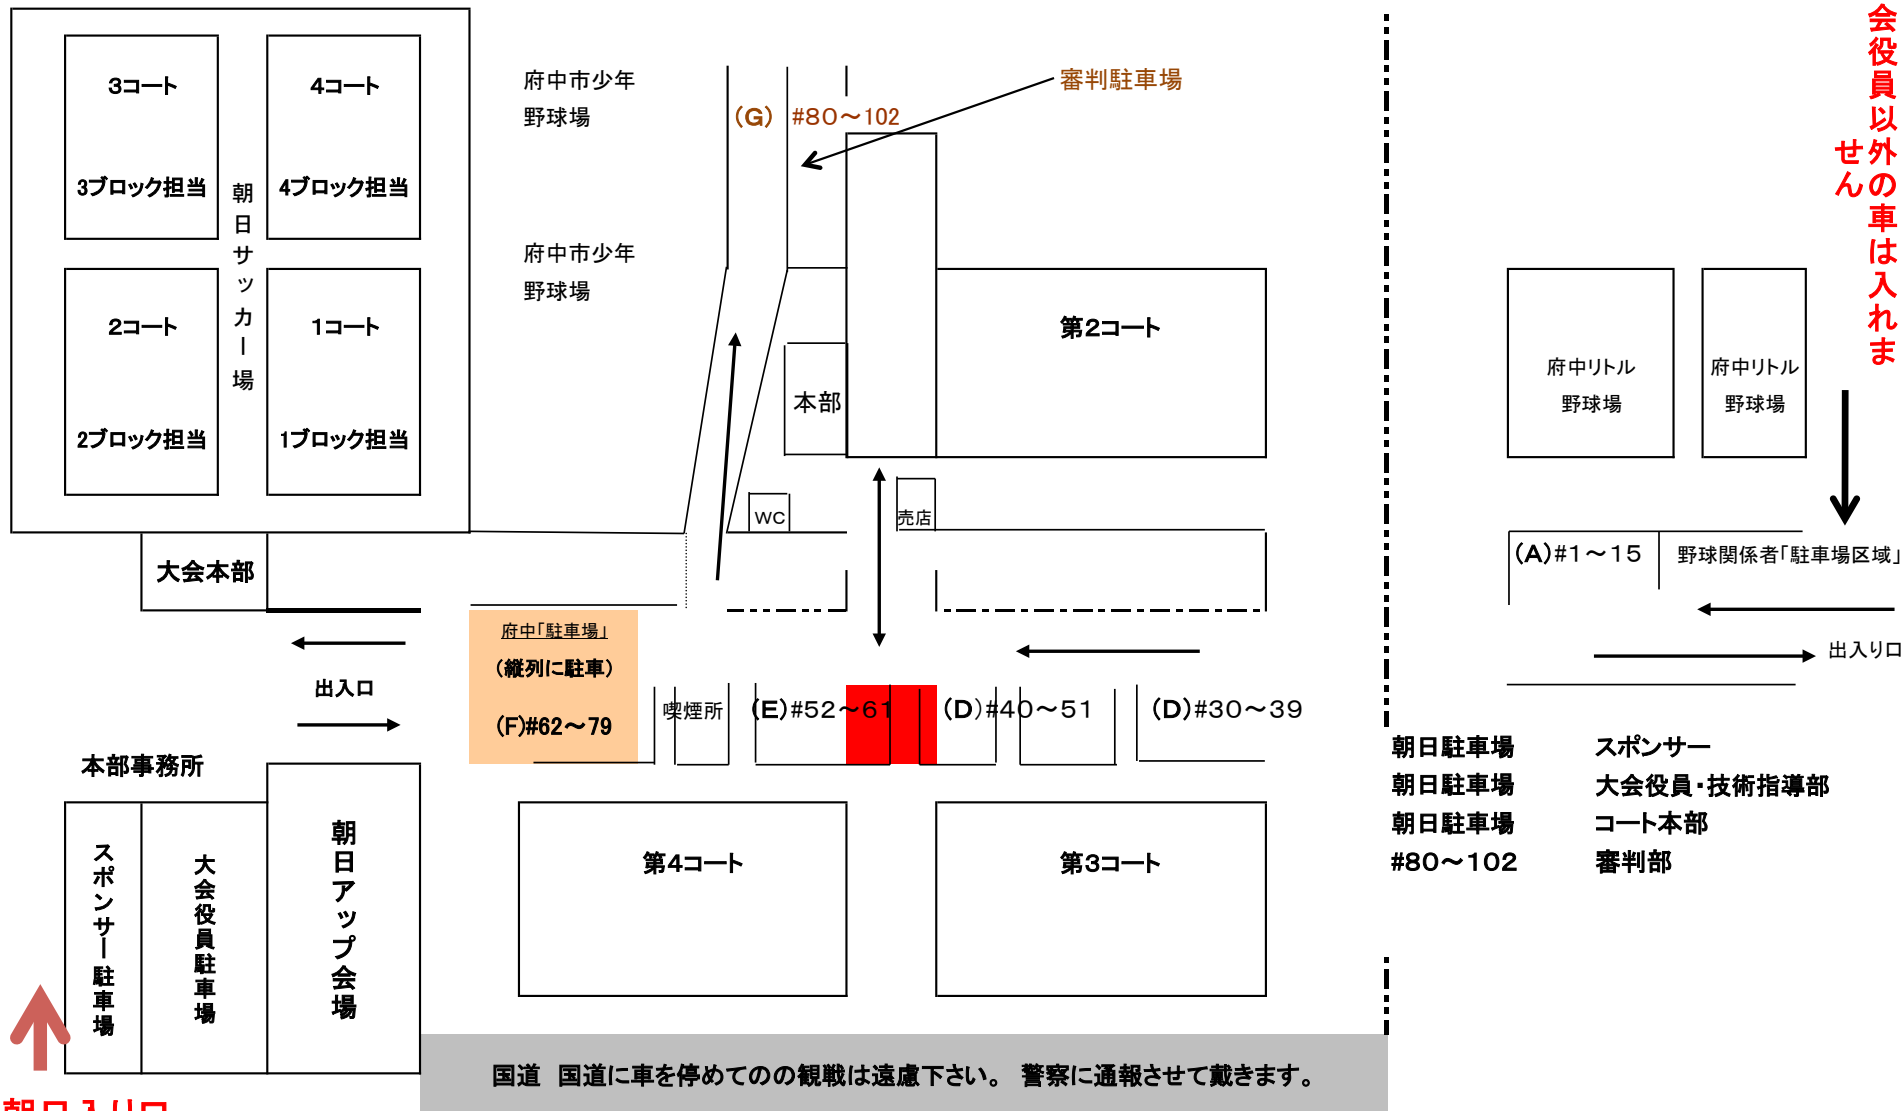 3コート
4コート
3ブロック担当
4ブロック担当
朝日サッカー場
2コート
1コート
2ブロック担当
1ブロック担当
府中市少年
野球場
(G) #80～102
審判駐車場
府中市少年
野球場
第2コート
本部
WC
売店
会役員以外の車は入れま
せん
府中リトル
野球場
府中リトル
野球場
(A)#1～15
野球関係者「駐車場区域」
出入り口
大会本部
出入口
府中「駐車場」
(縦列に駐車)
(F)#62～79
喫煙所
(E)#52～61
(D)#40～51
(D)#30～39
本部事務所
スポンサー駐車場
大会役員駐車場
朝日アップ会場
第4コート
第3コート
朝日駐車場 スポンサー
朝日駐車場 大会役員・技術指導部
朝日駐車場 コート本部
#80～102 審判部
国道 国道に車を停めてのの観戦は遠慮下さい。 警察に通報させて戴きます。
朝日入り口